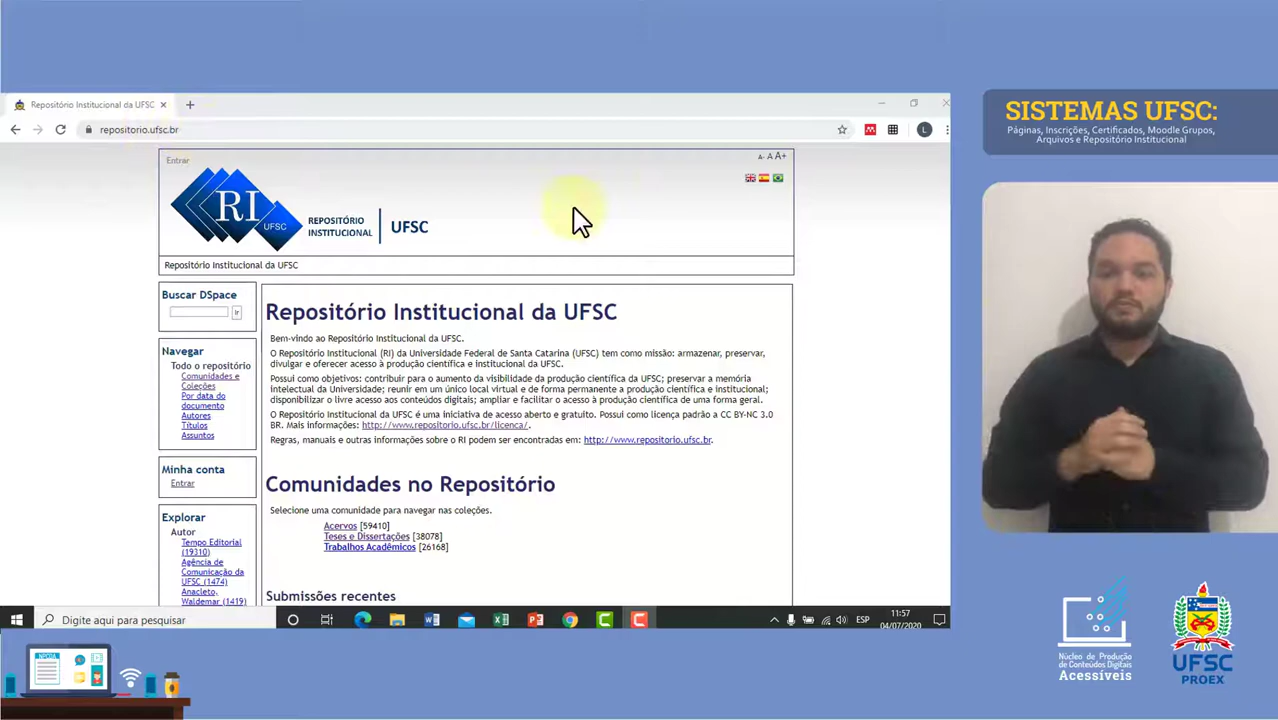 Repositório Institucional da UFSC
repositorio.ufsc.br
L
Entrar
A- A A+
RI
UFSC
REPOSITÓRIO
INSTITUCIONAL
UFSC
Repositório Institucional da UFSC
Buscar DSpace
Ir
Navegar
Todo o repositório
Comunidades e
Coleções
Por data do
documento
Autores
Títulos
Assuntos
Minha conta
Entrar
Explorar
Autor
Tempo Editorial
(19310)
Agência de
Comunicação da
UFSC (1474)
Anacleto,
Waldemar (1419)
Repositório Institucional da UFSC
Bem-vindo ao Repositório Institucional da UFSC.
O Repositório Institucional (RI) da Universidade Federal de Santa Catarina (UFSC) tem como missão: armazenar, preservar,
divulgar e oferecer acesso à produção científica e institucional da UFSC.
Possui como objetivos: contribuir para o aumento da visibilidade da produção científica da UFSC; preservar a memória
intelectual da Universidade; reunir em um único local virtual e de forma permanente a produção científica e institucional;
disponibilizar o livre acesso aos conteúdos digitais; ampliar e facilitar o acesso à produção científica de uma forma geral.
O Repositório Institucional da UFSC é uma iniciativa de acesso aberto e gratuito. Possui como licença padrão a CC BY-NC 3.0
BR. Mais informações: http://www.repositorio.ufsc.br/licenca/.
Regras, manuais e outras informações sobre o RI podem ser encontradas em: http://www.repositorio.ufsc.br.
Comunidades no Repositório
Selecione uma comunidade para navegar nas coleções.
Acervos [59410]
Teses e Dissertações [38078]
Trabalhos Acadêmicos [26168]
Submissões recentes
Digite aqui para pesquisar
ESP
11:57
04/07/2020
SISTEMAS UFSC:
Páginas, Inscrições, Certificados, Moodle Grupos,
Arquivos e Repositório Institucional
Núcleo de Produção
de Conteúdos Digitais
Acessíveis
UFSC
PROEX